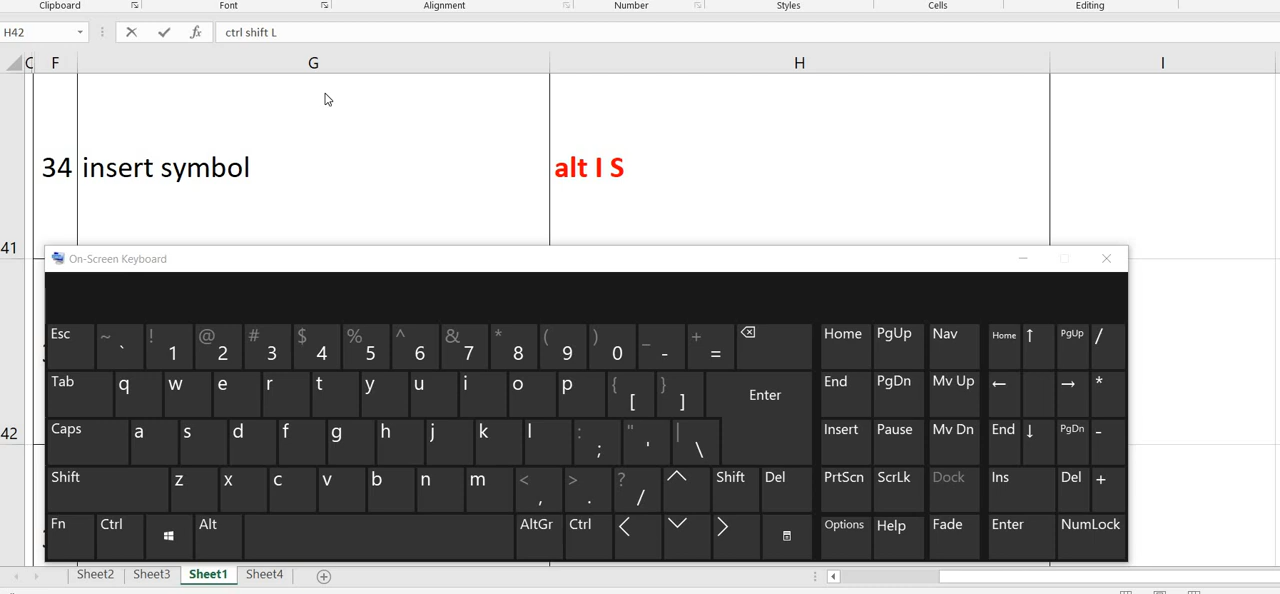 Clipboard Font Alignment Number Styles Cells Editing
H42 fx ctrl shift L
C F G H I
34 insert symbol alt I S
41
On-Screen Keyboard
Esc ~ ` ! 1 @ 2 # 3 $ 4 % 5 ^ 6 & 7 * 8 ( 9 ) 0 _ - + = Home PgUp Nav Home ↑ PgUp /
Tab q w e r t y u i o p { [ } ] Enter End PgDn Mv Up ← → *
42 Caps a s d f g h j k l : ; " ' | \ Insert Pause Mv Dn End ↓ PgDn -
Shift z x c v b n m < , > . ? / Shift Del PrtScn ScrLk Dock Ins Del +
Fn Ctrl Alt AltGr Ctrl Options Help Fade Enter NumLock
Sheet2 Sheet3 Sheet1 Sheet4